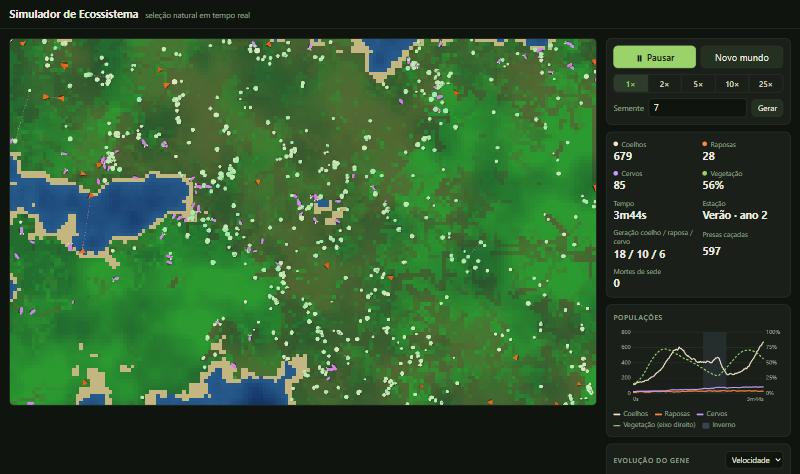 Simulador de Ecossistema seleção natural em tempo real
Pausar Novo mundo
1× 2× 5× 10× 25×
Semente 7 Gerar
Coelhos Raposas
679 28
Cervos Vegetação
85 56%
Tempo Estação
3m44s Verão · ano 2
Geração coelho / raposa / cervo
Presas caçadas
18 / 10 / 6
597
Mortes de sede
0
POPULAÇÕES
800 100%
600 75%
400 50%
200 25%
0 0%
0s 3m44s
Coelhos Raposas Cervos
Vegetação (eixo direito) Inverno
EVOLUÇÃO DO GENE Velocidade